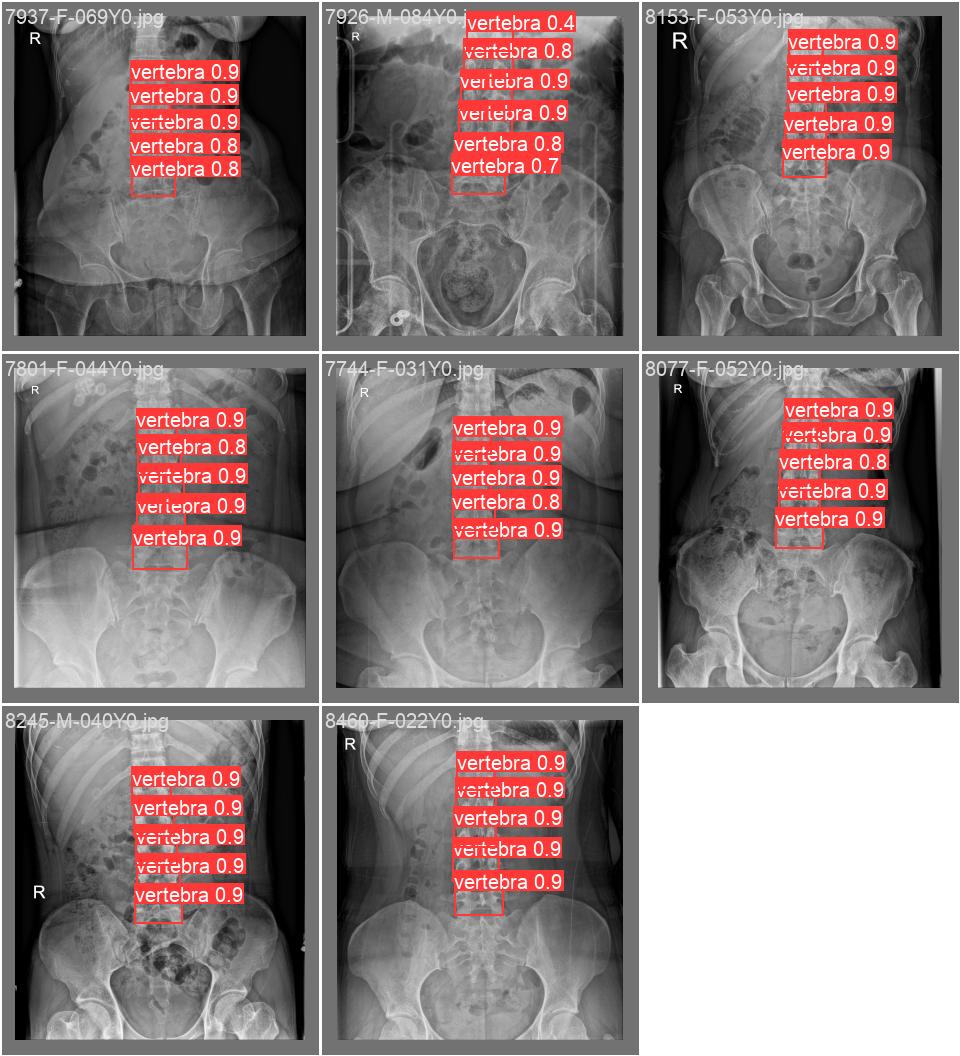 7937-F-069Y0.jpg
R
vertebra 0.9
vertebra 0.9
vertebra 0.9
vertebra 0.8
vertebra 0.8
7926-M-084Y0.jpg
R
vertebra 0.4
vertebra 0.8
vertebra 0.9
vertebra 0.9
vertebra 0.8
vertebra 0.7
8153-F-053Y0.jpg
R
vertebra 0.9
vertebra 0.9
vertebra 0.9
vertebra 0.9
vertebra 0.9
7801-F-044Y0.jpg
R
vertebra 0.9
vertebra 0.8
vertebra 0.9
vertebra 0.9
vertebra 0.9
7744-F-031Y0.jpg
R
vertebra 0.9
vertebra 0.9
vertebra 0.9
vertebra 0.8
vertebra 0.9
8077-F-052Y0.jpg
R
vertebra 0.9
vertebra 0.9
vertebra 0.8
vertebra 0.9
vertebra 0.9
8245-M-040Y0.jpg
vertebra 0.9
vertebra 0.9
vertebra 0.9
vertebra 0.9
vertebra 0.9
R
8460-F-022Y0.jpg
R
vertebra 0.9
vertebra 0.9
vertebra 0.9
vertebra 0.9
vertebra 0.9